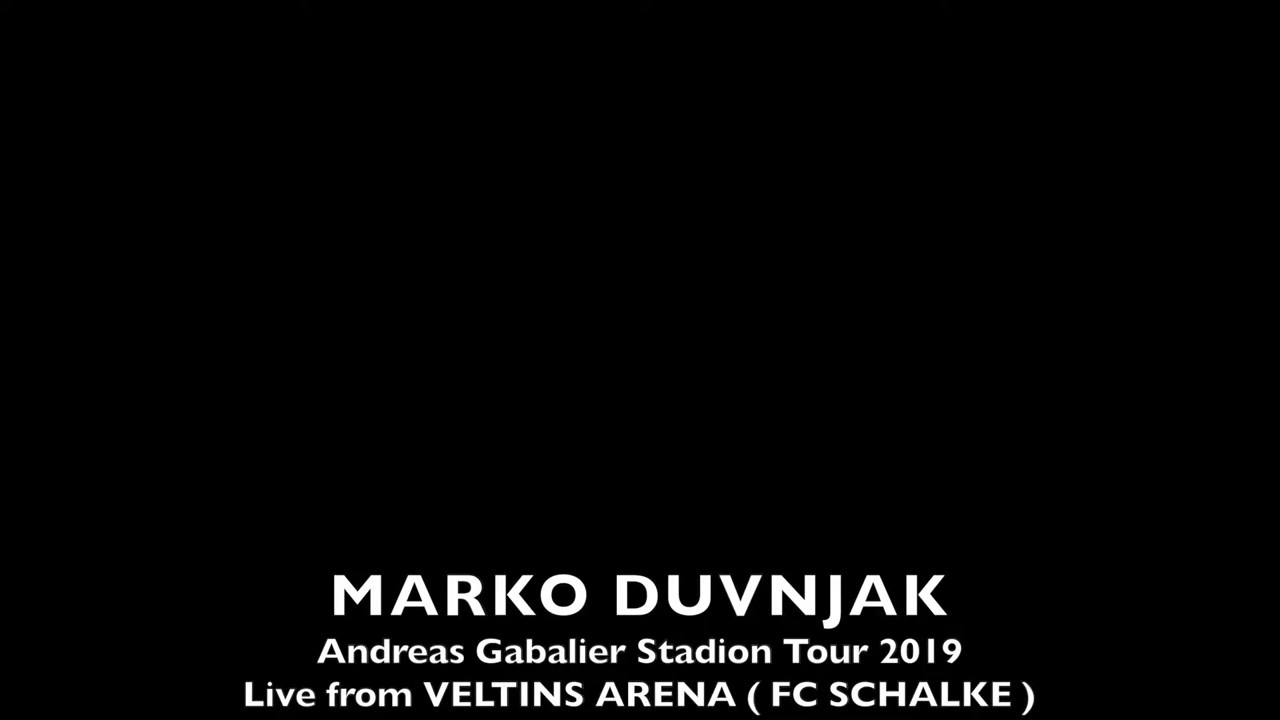 MARKO DUVNJAK
Andreas Gabalier Stadion Tour 2019
Live from VELTINS ARENA ( FC SCHALKE )